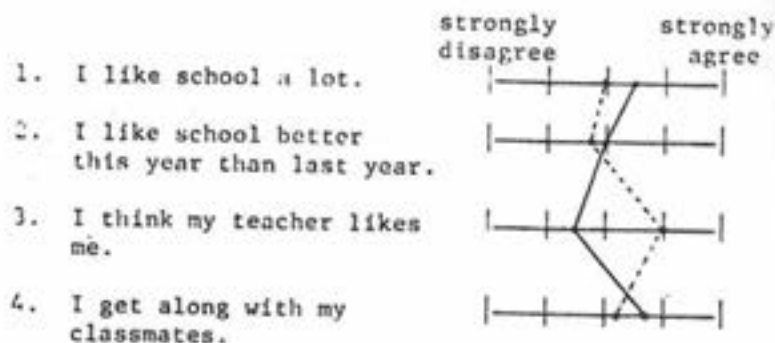 strongly strongly
disagree agree
1. I like school a lot.
2. I like school better
this year than last year.
3. I think my teacher likes
me.
4. I get along with my
classmates.